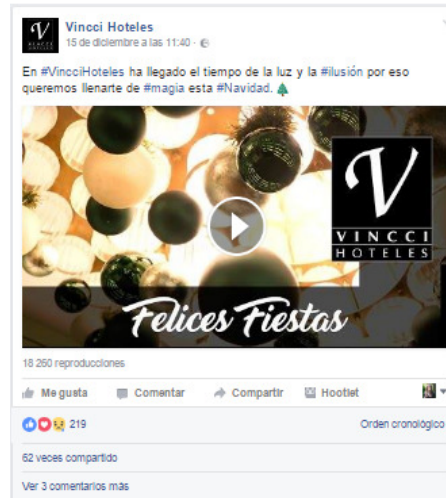 Vincci Hoteles
15 de diciembre a las 11:40 ·
En #VincciHoteles ha llegado el tiempo de la luz y la #ilusión por eso
queremos llenarte de #magia esta #Navidad.
V
VINCCI
HOTELES
Felices Fiestas
18 260 reproducciones
Me gusta Comentar Compartir Hootlet
219 Orden cronológico
62 veces compartido
Ver 3 comentarios más